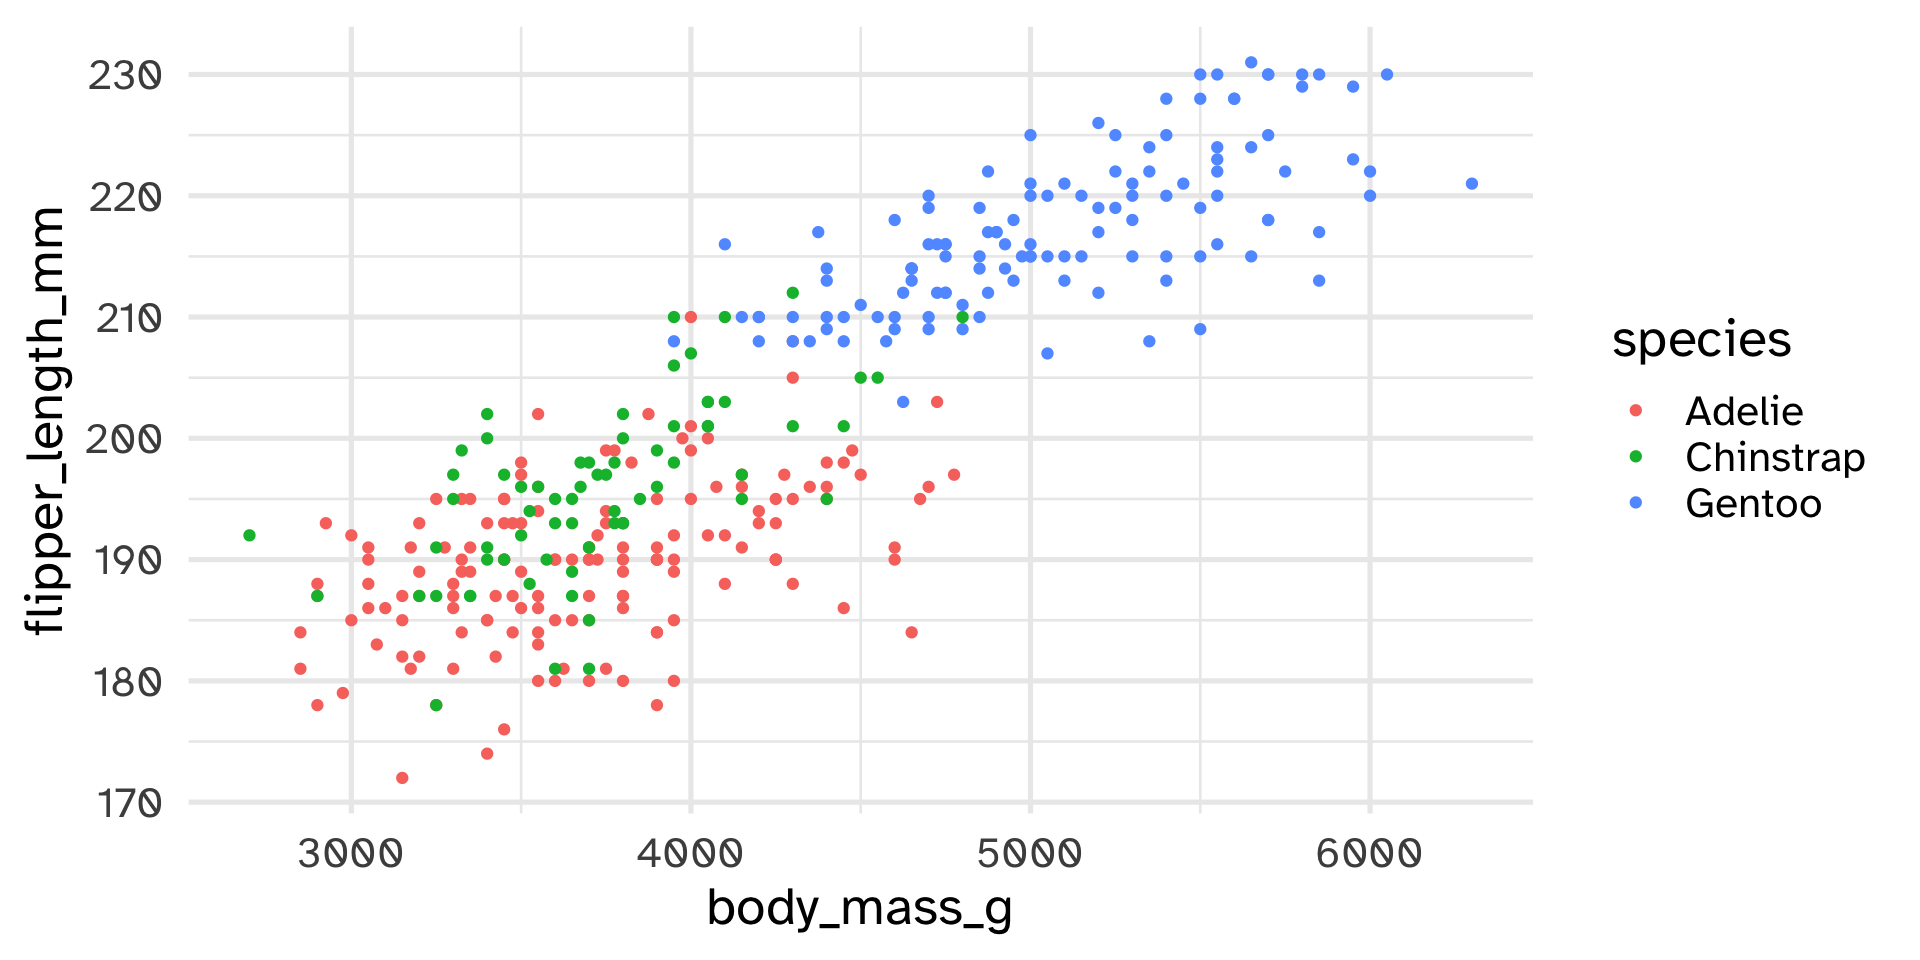 230
220
210
200
190
180
170
flipper_length_mm
3000 4000 5000 6000
body_mass_g
species
Adelie
Chinstrap
Gentoo